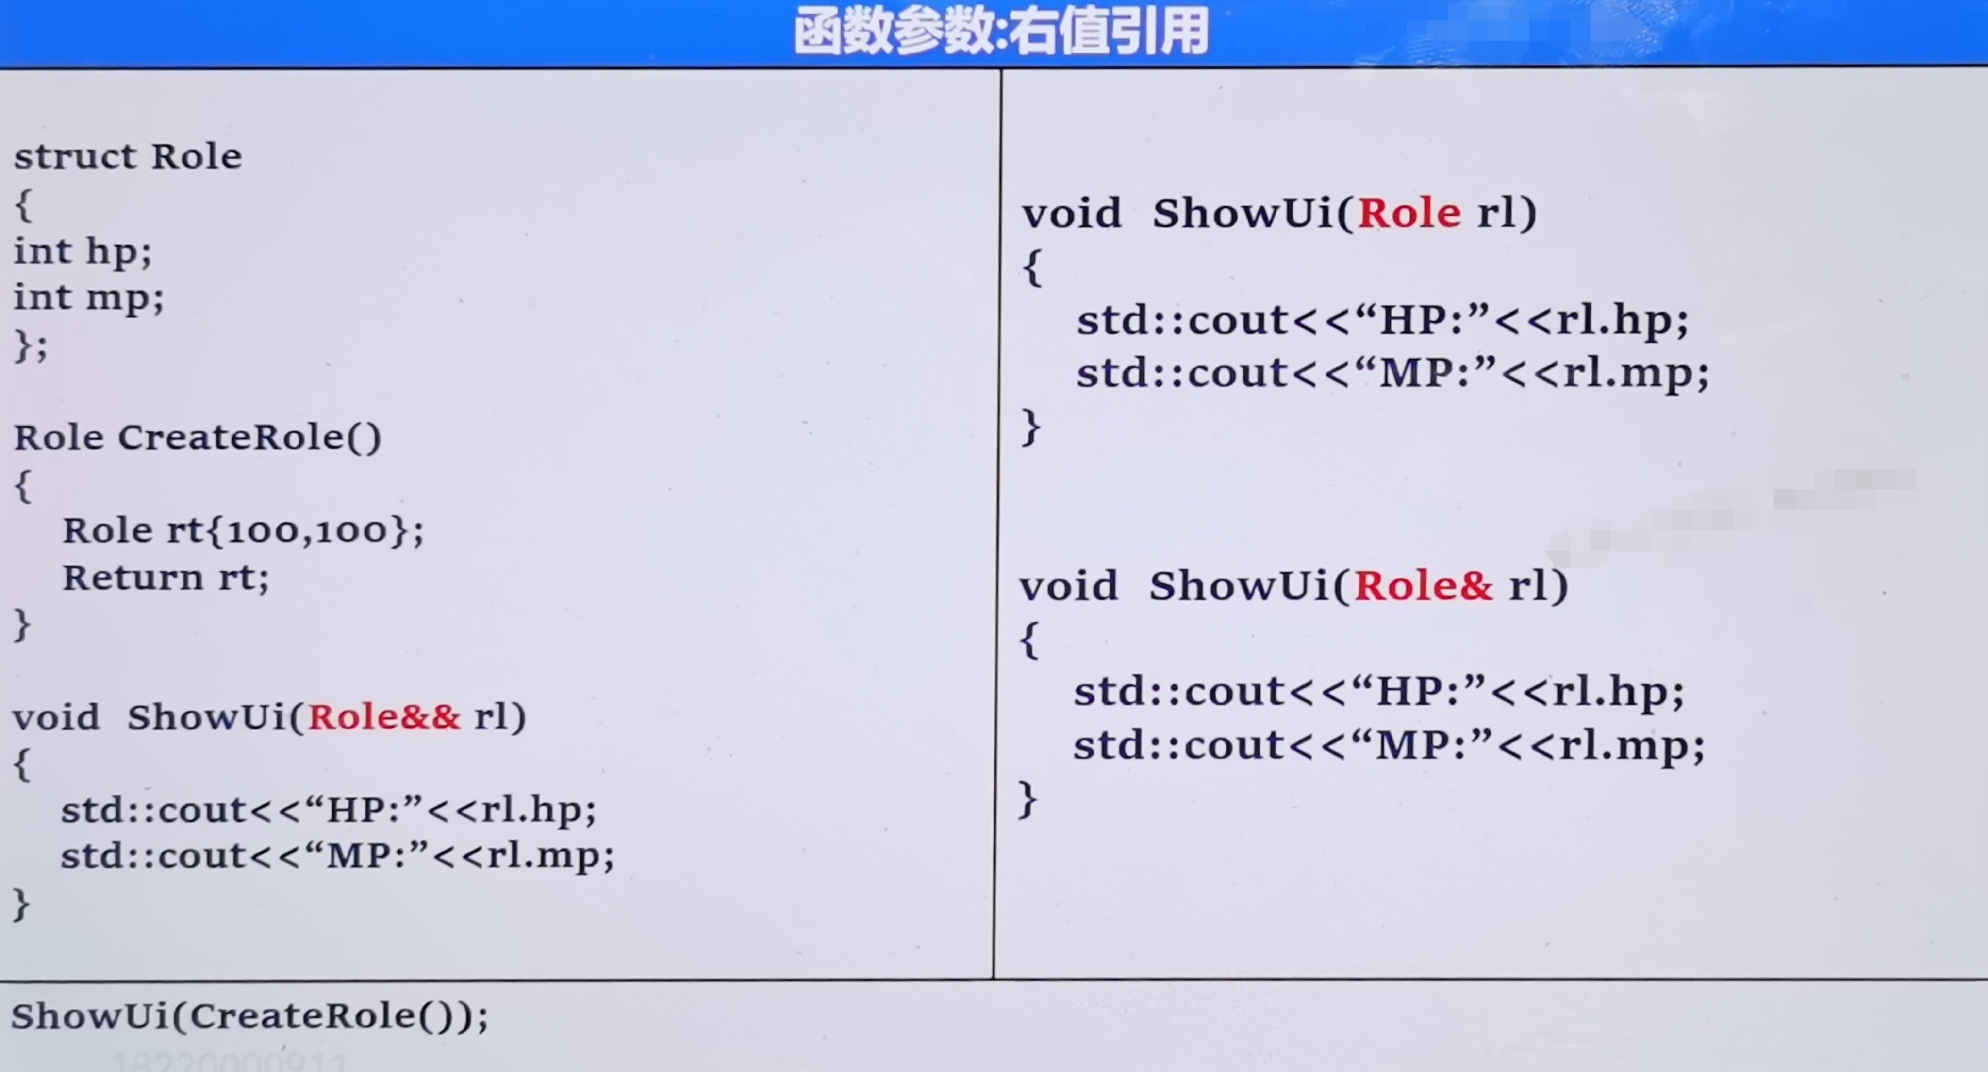 函数参数:右值引用
struct Role
{
int hp;
int mp;
};
Role CreateRole()
{
Role rt{100,100};
Return rt;
}
void ShowUi(Role&& rl)
{
std::cout<<“HP:”<<rl.hp;
std::cout<<“MP:”<<rl.mp;
}
void ShowUi(Role rl)
{
std::cout<<“HP:”<<rl.hp;
std::cout<<“MP:”<<rl.mp;
}
void ShowUi(Role& rl)
{
std::cout<<“HP:”<<rl.hp;
std::cout<<“MP:”<<rl.mp;
}
ShowUi(CreateRole());